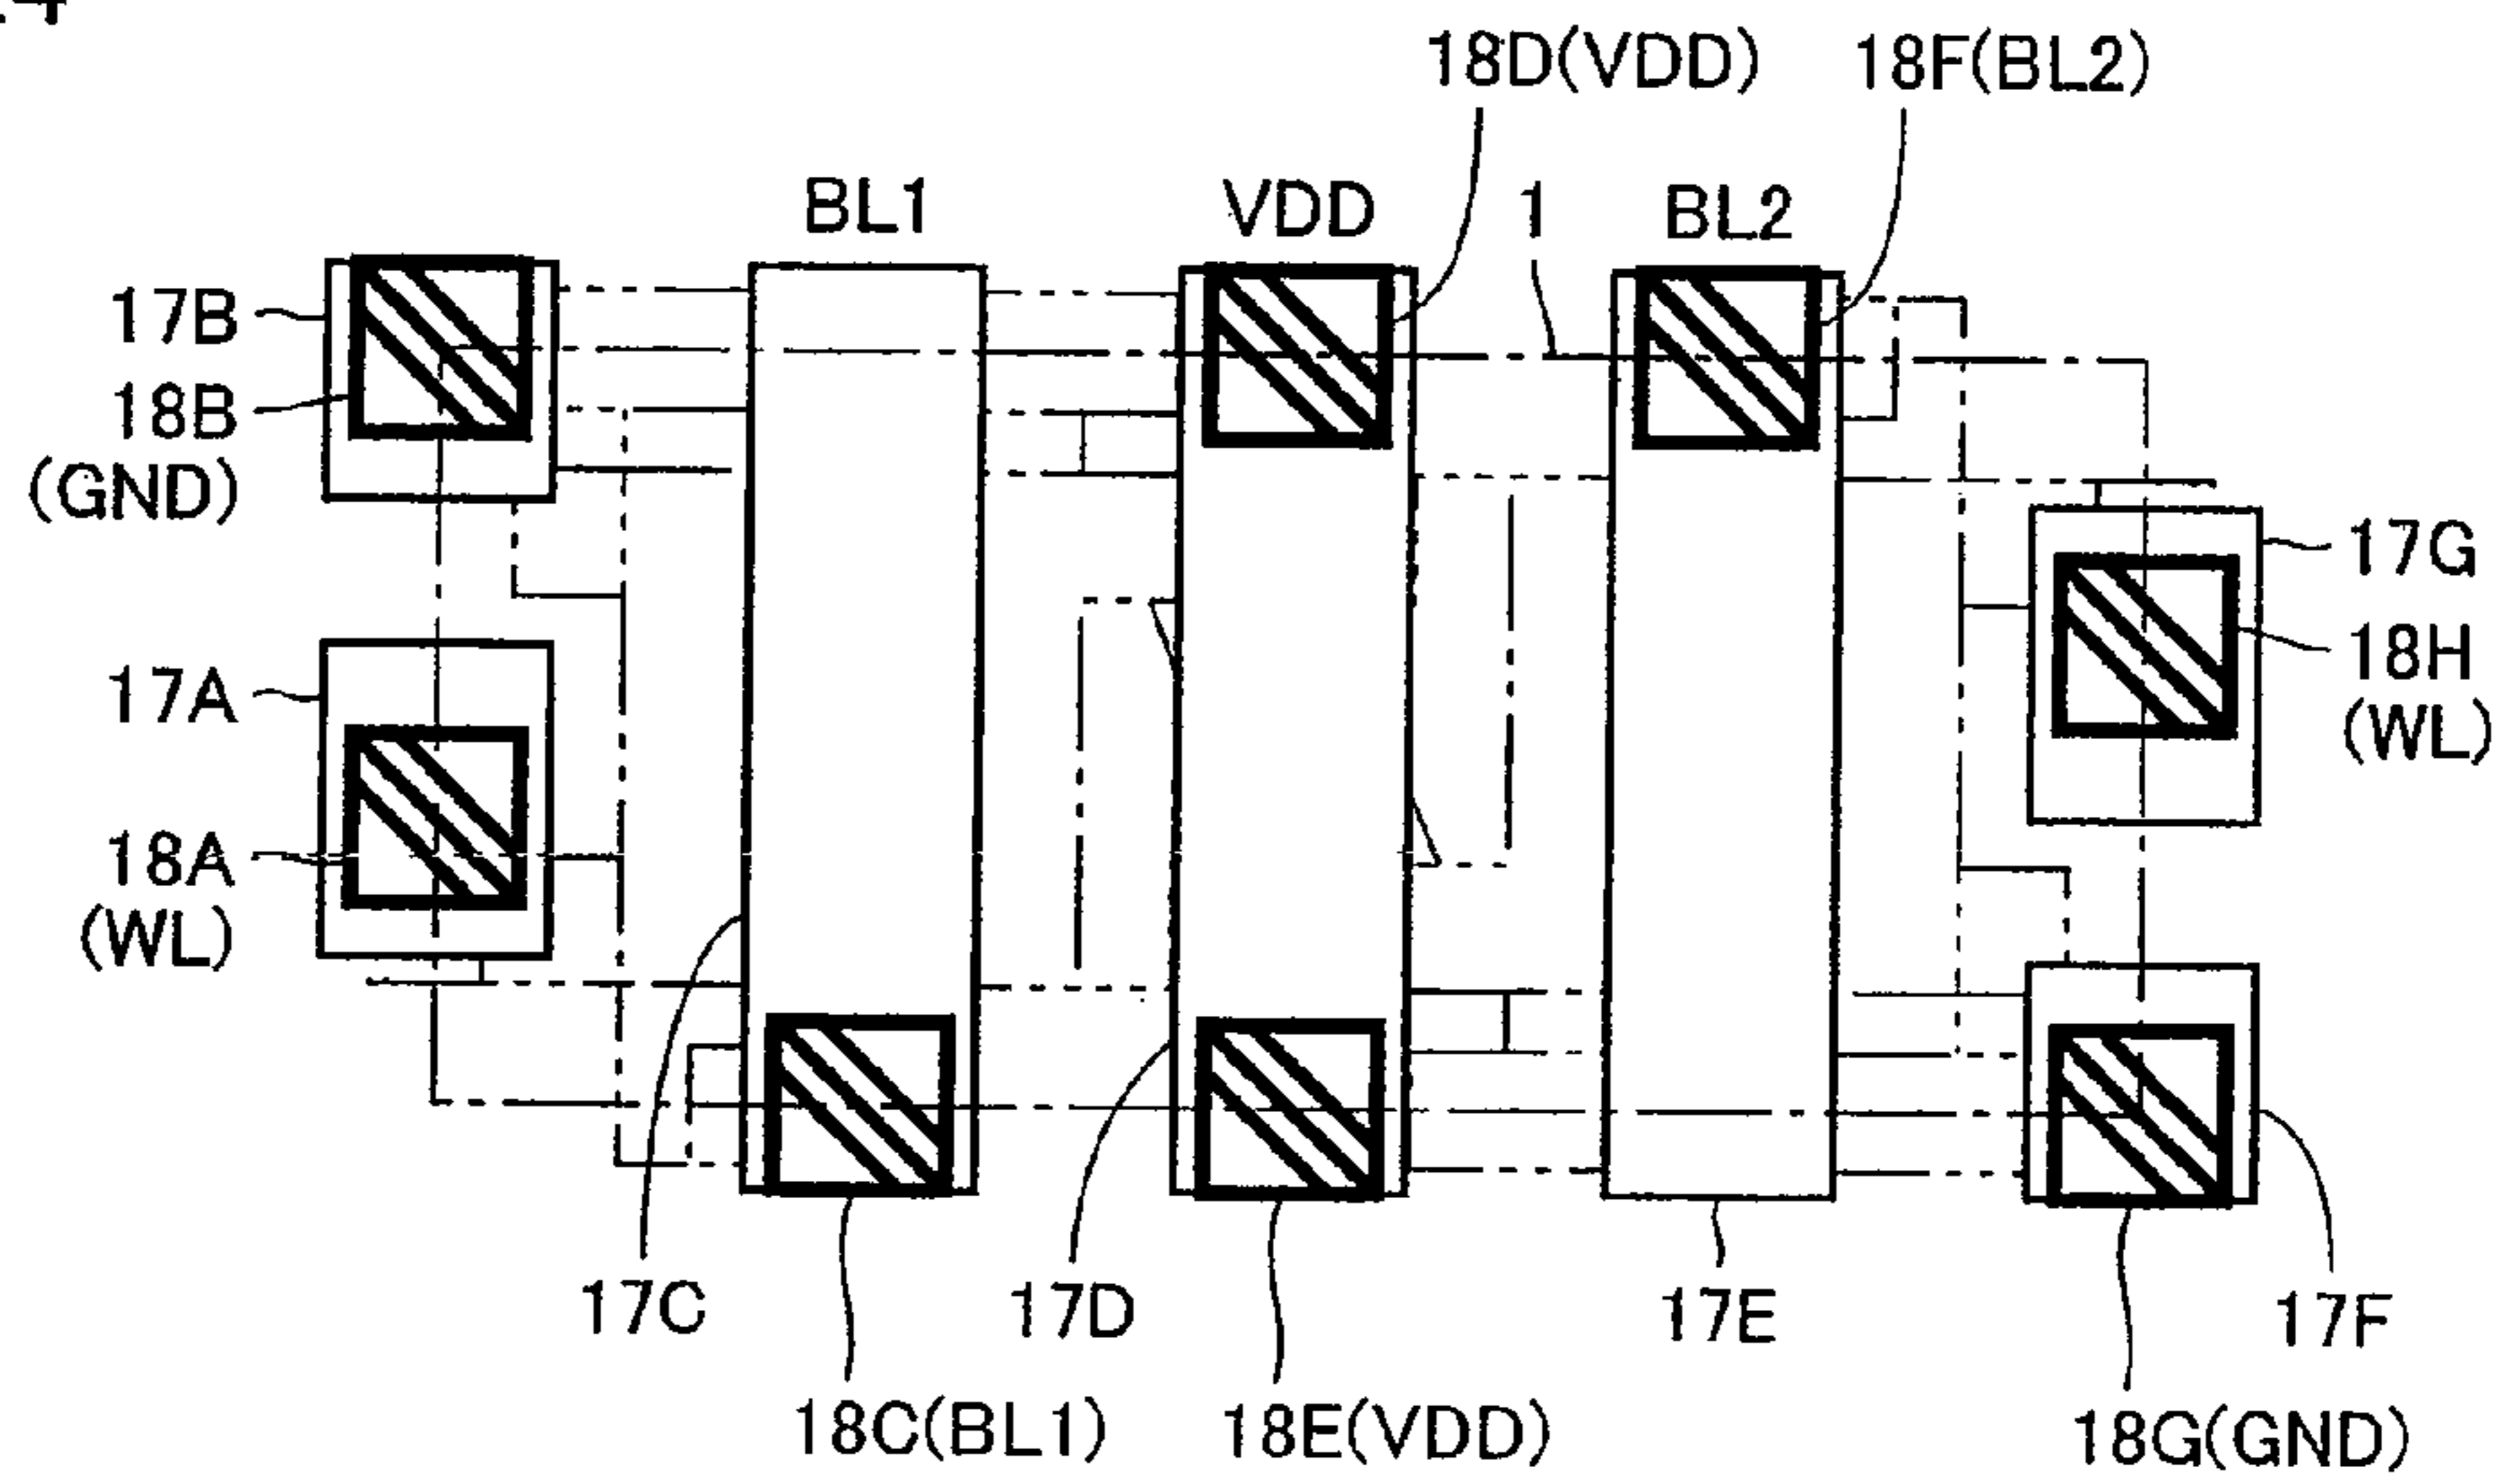 .4
18D(VDD) 18F(BL2)
BL1 VDD 1 BL2
17B
18B
(GND)
17G
17A
18H
(WL)
18A
(WL)
17C 17D 17E 17F
18C(BL1) 18E(VDD) 18G(GND)